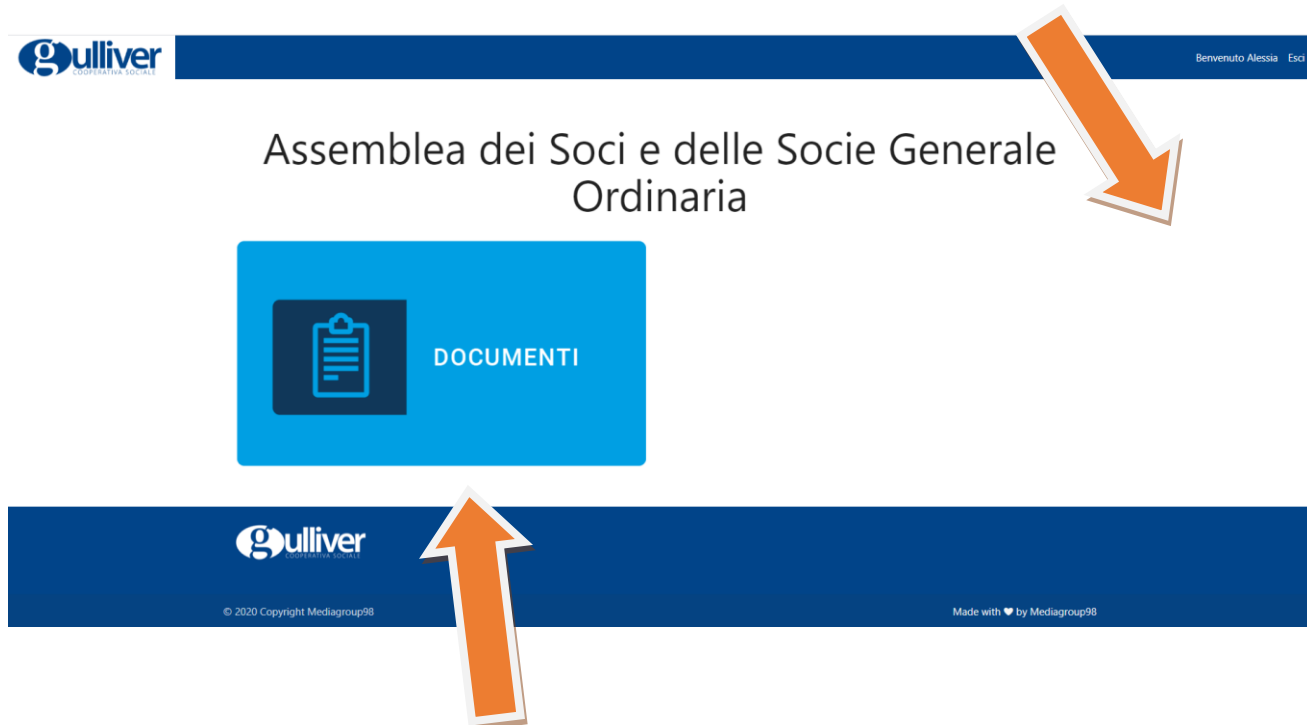 gulliver
COOPERATIVA SOCIALE
Benvenuto Alessia Esci
Assemblea dei Soci e delle Socie Generale
Ordinaria
DOCUMENTI
gulliver
COOPERATIVA SOCIALE
© 2020 Copyright Mediagroup98
Made with ♥ by Mediagroup98